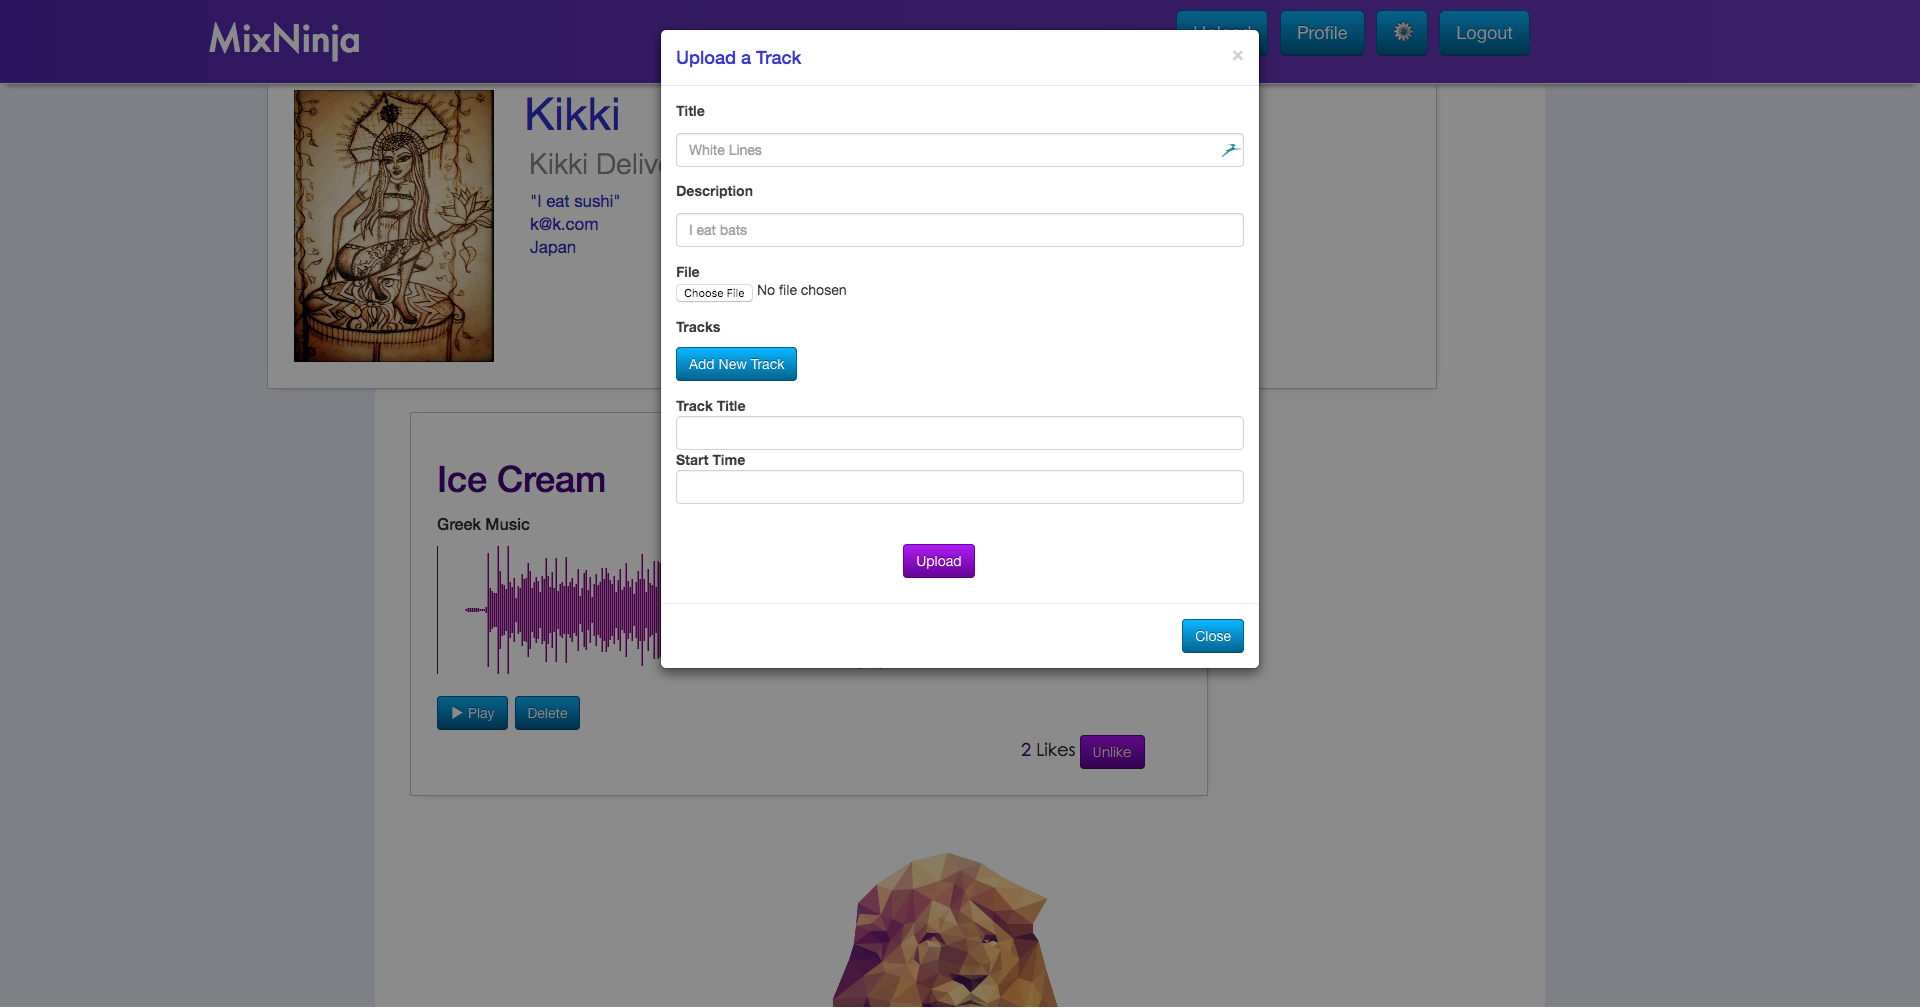 MixNinja
Upload
Profile
Logout
Upload a Track
×
Title
White Lines
Description
I eat bats
File
Choose File No file chosen
Tracks
Add New Track
Track Title
Start Time
Upload
Close
Kikki
Kikki Delive
"I eat sushi"
k@k.com
Japan
Ice Cream
Greek Music
Play
Delete
2 Likes
Unlike